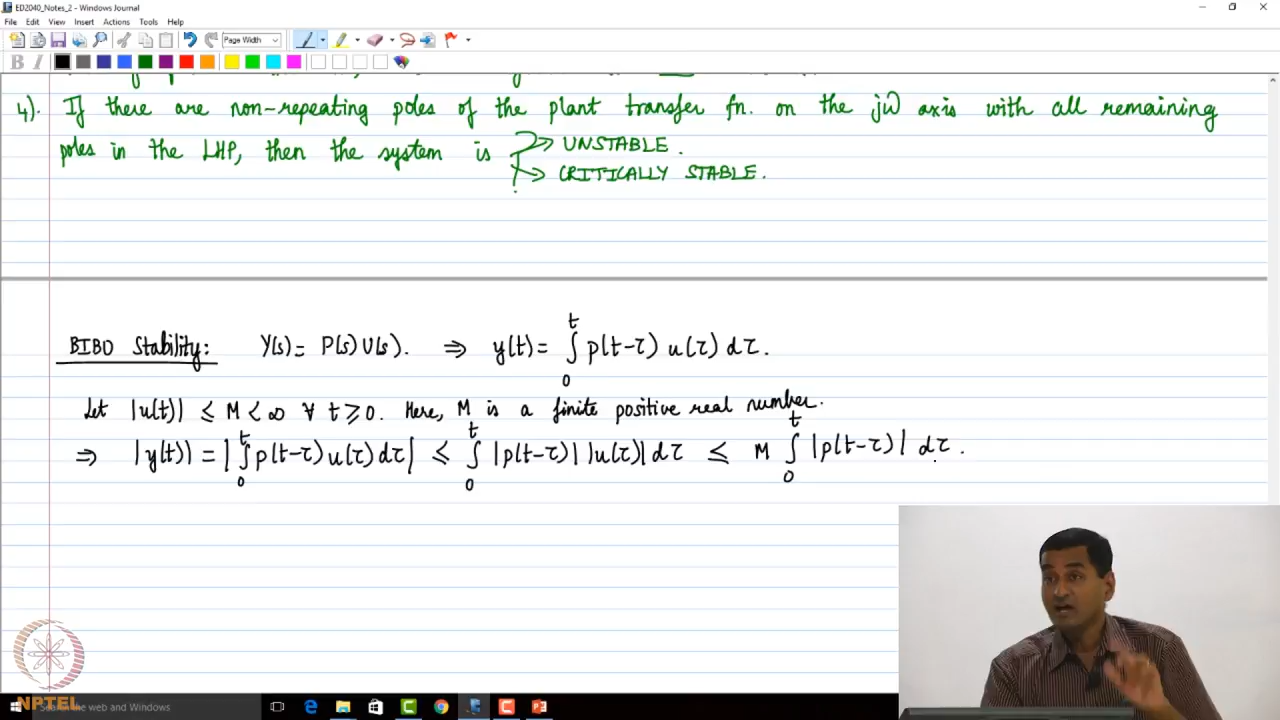 ED2040_Notes_2 - Windows Journal
File Edit View Insert Actions Tools Help
Page Width
B I
4). If there are non-repeating poles of the plant transfer fn. on the jω axis with all remaining
poles in the LHP, then the system is → UNSTABLE.
→ CRITICALLY STABLE.
BIBO Stability: Y(s) = P(s)U(s). ⇒ y(t) = ∫₀ᵗ p(t-τ) u(τ) dτ.
Let |u(t)| ≤ M < ∞ ∀ t ≥ 0. Here, M is a finite positive real number.
⇒ |y(t)| = |∫₀ᵗ p(t-τ) u(τ) dτ| ≤ ∫₀ᵗ |p(t-τ)| |u(τ)| dτ ≤ M ∫₀ᵗ |p(t-τ)| dτ.
NPTEL
Search the web and Windows